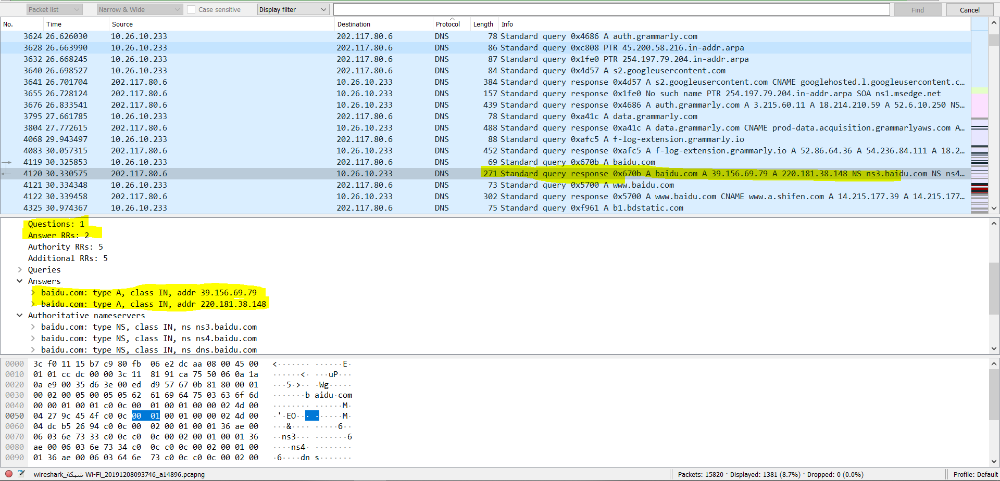 Packet list Narrow & Wide Case sensitive Display filter Find Cancel
No. Time Source Destination Protocol Length Info
3624 26.626030 10.26.10.233 202.117.80.6 DNS 78 Standard query 0x4686 A auth.grammarly.com
3628 26.663990 10.26.10.233 202.117.80.6 DNS 86 Standard query 0xc808 PTR 45.200.58.216.in-addr.arpa
3632 26.668245 10.26.10.233 202.117.80.6 DNS 87 Standard query 0x1fe0 PTR 254.197.79.204.in-addr.arpa
3640 26.698527 10.26.10.233 202.117.80.6 DNS 84 Standard query 0x4d57 A s2.googleusercontent.com
3641 26.701704 202.117.80.6 10.26.10.233 DNS 384 Standard query response 0x4d57 A s2.googleusercontent.com CNAME googlehosted.l.googleusercontent.c…
3655 26.728124 202.117.80.6 10.26.10.233 DNS 157 Standard query response 0x1fe0 No such name PTR 254.197.79.204.in-addr.arpa SOA ns1.msedge.net
3676 26.833541 202.117.80.6 10.26.10.233 DNS 439 Standard query response 0x4686 A auth.grammarly.com A 3.215.60.11 A 18.214.210.59 A 52.6.10.250 NS…
3795 27.661785 10.26.10.233 202.117.80.6 DNS 78 Standard query 0xa41c A data.grammarly.com
3804 27.772615 202.117.80.6 10.26.10.233 DNS 488 Standard query response 0xa41c A data.grammarly.com CNAME prod-data.acquisition.grammarlyaws.com A…
4068 29.943497 10.26.10.233 202.117.80.6 DNS 88 Standard query 0xafc5 A f-log-extension.grammarly.io
4083 30.057315 202.117.80.6 10.26.10.233 DNS 452 Standard query response 0xafc5 A f-log-extension.grammarly.io A 52.86.64.36 A 54.236.84.111 A 18.2…
4119 30.325853 10.26.10.233 202.117.80.6 DNS 69 Standard query 0x670b A baidu.com
4120 30.330575 202.117.80.6 10.26.10.233 DNS 271 Standard query response 0x670b A baidu.com A 39.156.69.79 A 220.181.38.148 NS ns3.baidu.com NS ns4…
4121 30.334348 10.26.10.233 202.117.80.6 DNS 73 Standard query 0x5700 A www.baidu.com
4122 30.339458 202.117.80.6 10.26.10.233 DNS 302 Standard query response 0x5700 A www.baidu.com CNAME www.a.shifen.com A 14.215.177.39 A 14.215.177…
4325 30.974367 10.26.10.233 202.117.80.6 DNS 75 Standard query 0xf961 A b1.bdstatic.com
Questions: 1
Answer RRs: 2
Authority RRs: 5
Additional RRs: 5
Queries
Answers
baidu.com: type A, class IN, addr 39.156.69.79
baidu.com: type A, class IN, addr 220.181.38.148
Authoritative nameservers
baidu.com: type NS, class IN, ns ns3.baidu.com
baidu.com: type NS, class IN, ns ns4.baidu.com
baidu.com: type NS, class IN, ns dns.baidu.com
0000 3c f0 11 15 b7 c9 80 fb 06 e2 dc aa 08 00 45 00 <······· ······E·
0010 01 01 cc dc 00 00 3c 11 81 91 ca 75 50 06 0a 1a ······<· ···uP···
0020 0a e9 00 35 d6 3e 00 ed d9 57 67 0b 81 80 00 01 ···5·>·· ·Wg·····
0030 00 02 00 05 00 05 05 62 61 69 64 75 03 63 6f 6d ·······b aidu·com
0040 00 00 01 00 01 c0 0c 00 01 00 01 00 00 02 4d 00 ········ ······M·
0050 04 27 9c 45 4f c0 0c 00 01 00 01 00 00 02 4d 00 ·'·EO··· ······M·
0060 04 dc b5 26 94 c0 0c 00 02 00 01 00 01 36 ae 00 ···&···· ·····6··
0070 06 03 6e 73 33 c0 0c c0 0c 00 02 00 01 00 01 36 ··ns3··· ·······6
0080 ae 00 06 03 6e 73 34 c0 0c c0 0c 00 02 00 01 00 ····ns4· ········
0090 01 36 ae 00 06 03 64 6e 73 c0 0c c0 0c 00 02 00 ·6····dn s·······
wireshark_شبكة Wi-Fi_20191208093746_a14896.pcapng Packets: 15820 · Displayed: 1381 (8.7%) · Dropped: 0 (0.0%) Profile: Default